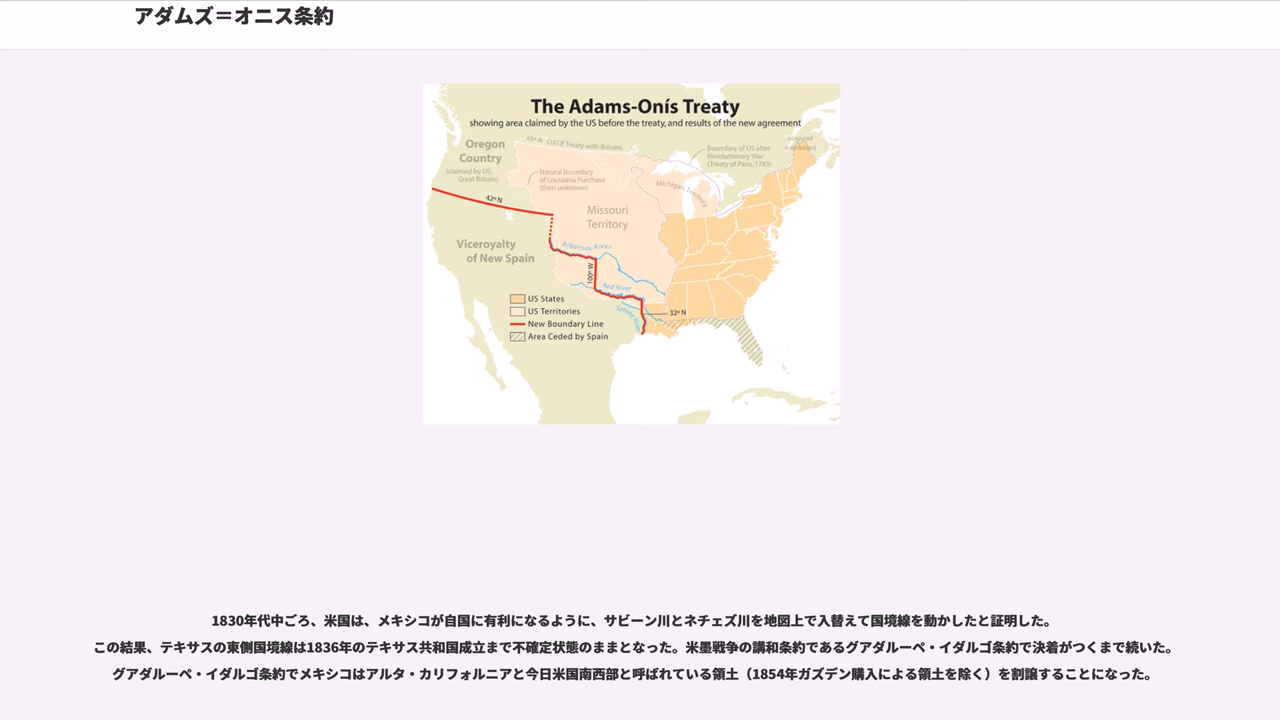 アダムズ＝オニス条約
The Adams-Onís Treaty
showing area claimed by the US before the treaty, and results of the new agreement
Oregon
Country
(claimed by US,
Great Britain)
(1818 Treaty with Britain)
Boundary of US after
Revolutionary War
(Treaty of Paris, 1783)
Natural boundary
of Louisiana Purchase
(then unknown)
Michigan Territory
42° N
Missouri
Territory
Viceroyalty
of New Spain
Arkansas River
100° W
Red River
Sabine River
32° N
US States
US Territories
New Boundary Line
Area Ceded by Spain
1830年代中ごろ、米国は、メキシコが自国に有利になるように、サビーン川とネチェズ川を地図上で入替えて国境線を動かしたと証明した。
この結果、テキサスの東側国境線は1836年のテキサス共和国成立まで不確定状態のままとなった。米墨戦争の講和条約であるグアダルーペ・イダルゴ条約で決着がつくまで続いた。
グアダルーペ・イダルゴ条約でメキシコはアルタ・カリフォルニアと今日米国南西部と呼ばれている領土（1854年ガズデン購入による領土を除く）を割譲することになった。